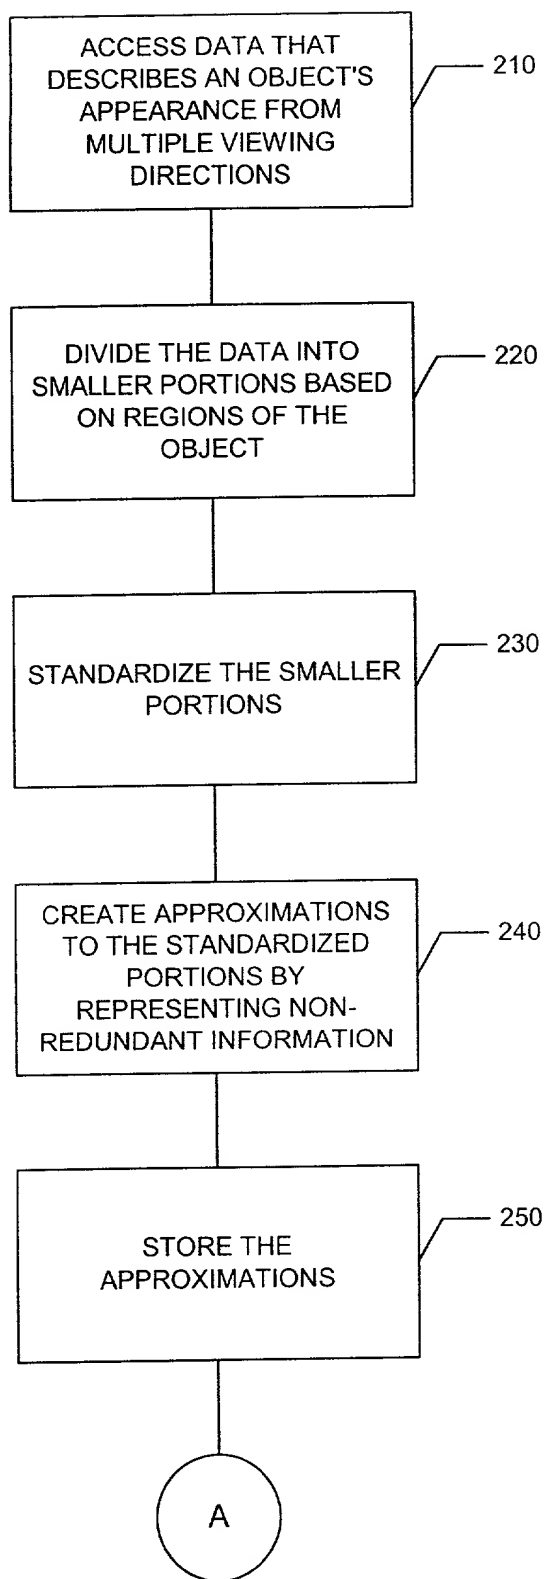 ACCESS DATA THAT
DESCRIBES AN OBJECT'S
APPEARANCE FROM
MULTIPLE VIEWING
DIRECTIONS
210
DIVIDE THE DATA INTO
SMALLER PORTIONS BASED
ON REGIONS OF THE
OBJECT
220
STANDARDIZE THE SMALLER
PORTIONS
230
CREATE APPROXIMATIONS
TO THE STANDARDIZED
PORTIONS BY
REPRESENTING NON-
REDUNDANT INFORMATION
240
STORE THE
APPROXIMATIONS
250
A